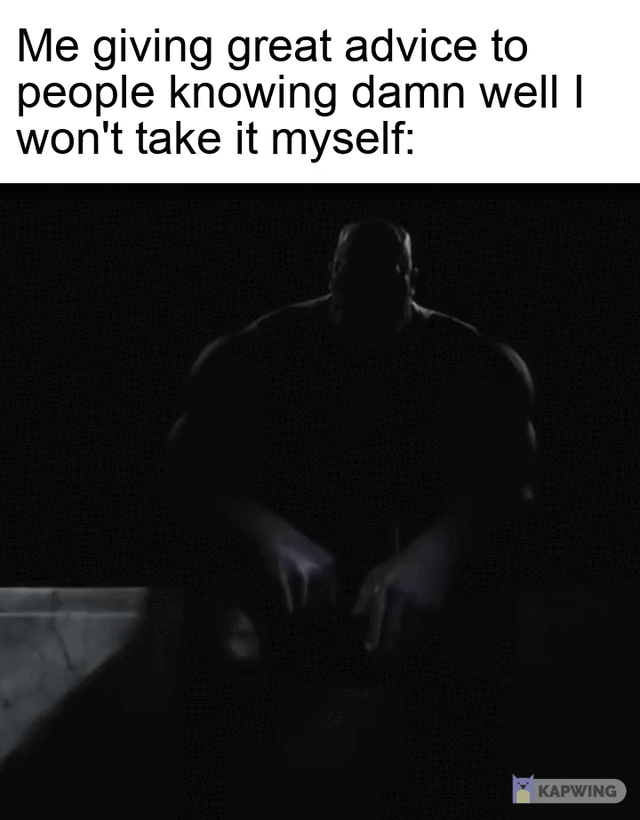 Me giving great advice to
people knowing damn well I
won't take it myself:
KAPWING